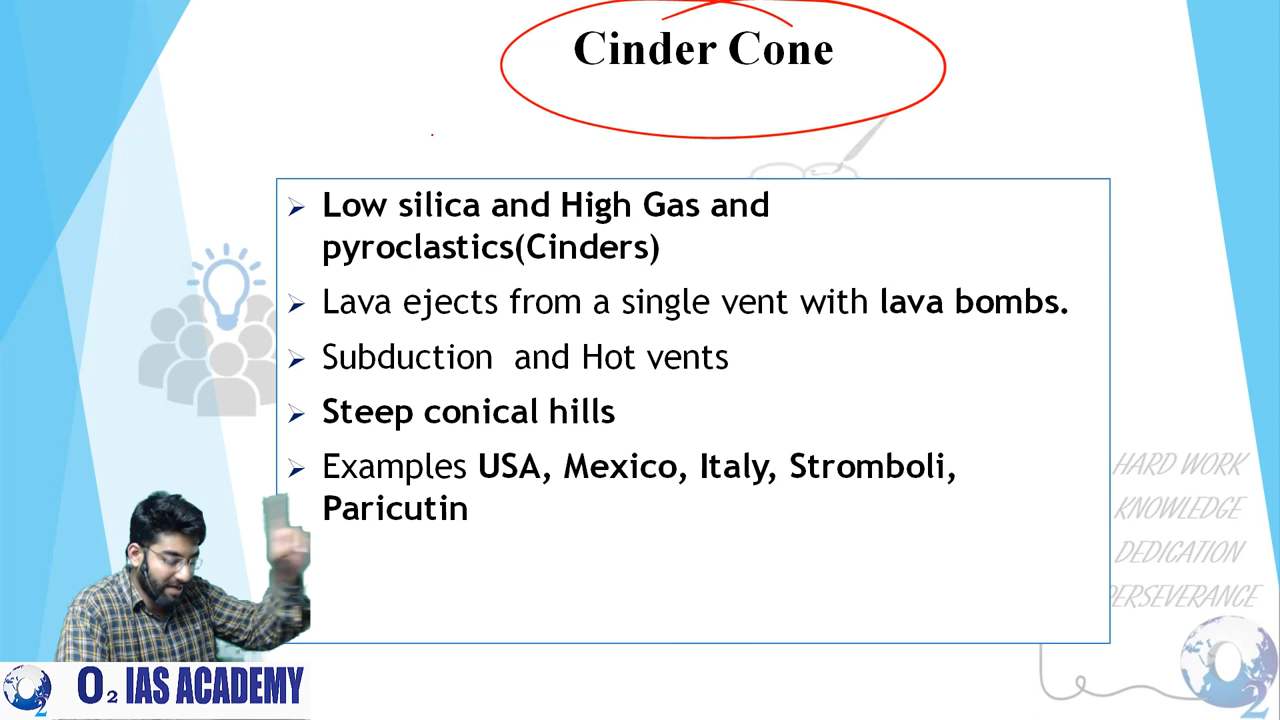 Cinder Cone
➢ Low silica and High Gas and
pyroclastics(Cinders)
➢ Lava ejects from a single vent with lava bombs.
➢ Subduction and Hot vents
➢ Steep conical hills
➢ Examples USA, Mexico, Italy, Stromboli,
Paricutin
HARD WORK
KNOWLEDGE
DEDICATION
PERSEVERANCE
O2 IAS ACADEMY
2
2